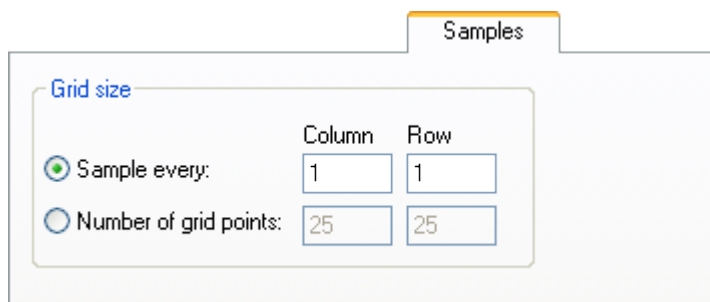 Samples
Grid size
Column Row
Sample every: 1 1
Number of grid points: 25 25